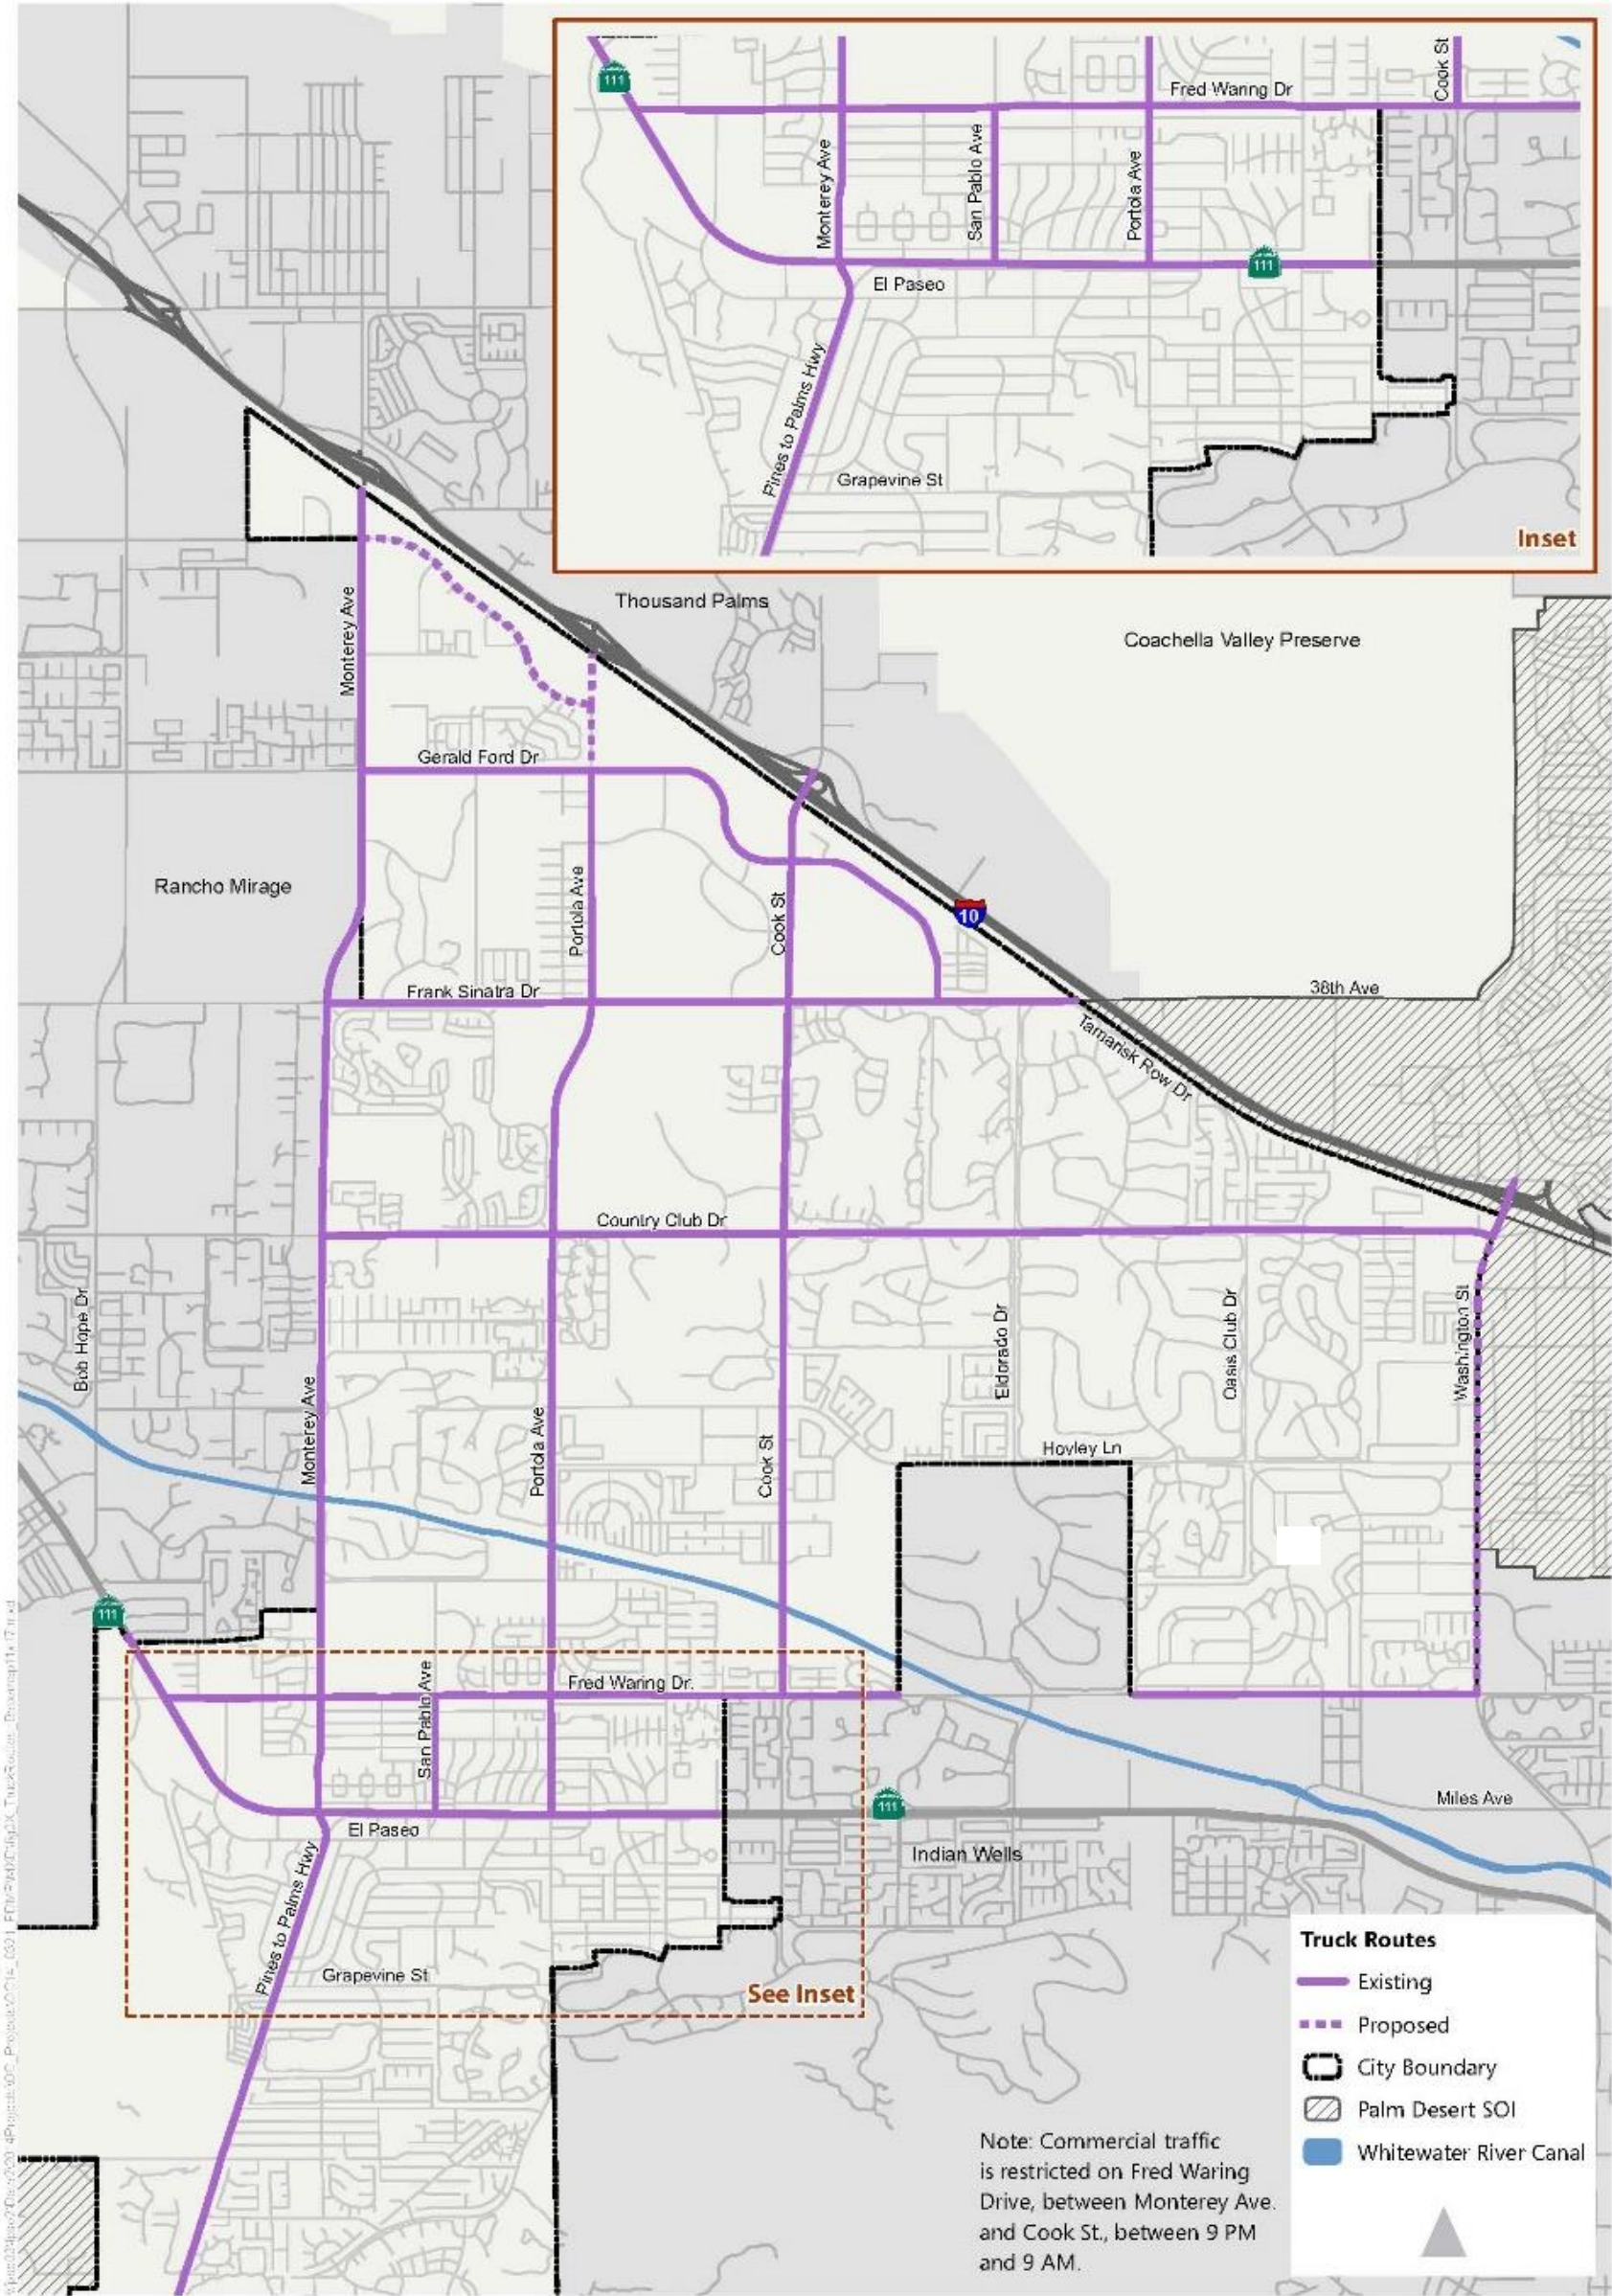 111
Fred Waring Dr
Cook St
Monterey Ave
San Pablo Ave
Portola Ave
111
El Paseo
Pines to Palms Hwy
Grapevine St
Inset
Thousand Palms
Coachella Valley Preserve
Monterey Ave
Gerald Ford Dr
Rancho Mirage
Portola Ave
Cook St
10
Frank Sinatra Dr
38th Ave
Tamarisk Row Dr
Country Club Dr
Bob Hope Dr
Eldorado Dr
Oasis Club Dr
Washington St
Monterey Ave
Portola Ave
Cook St
Hovley Ln
111
San Pablo Ave
Fred Waring Dr.
111
Miles Ave
El Paseo
Indian Wells
Pines to Palms Hwy
Grapevine St
See Inset
Truck Routes
Existing
Proposed
City Boundary
Palm Desert SOI
Whitewater River Canal
Note: Commercial traffic
is restricted on Fred Waring
Drive, between Monterey Ave.
and Cook St., between 9 PM
and 9 AM.